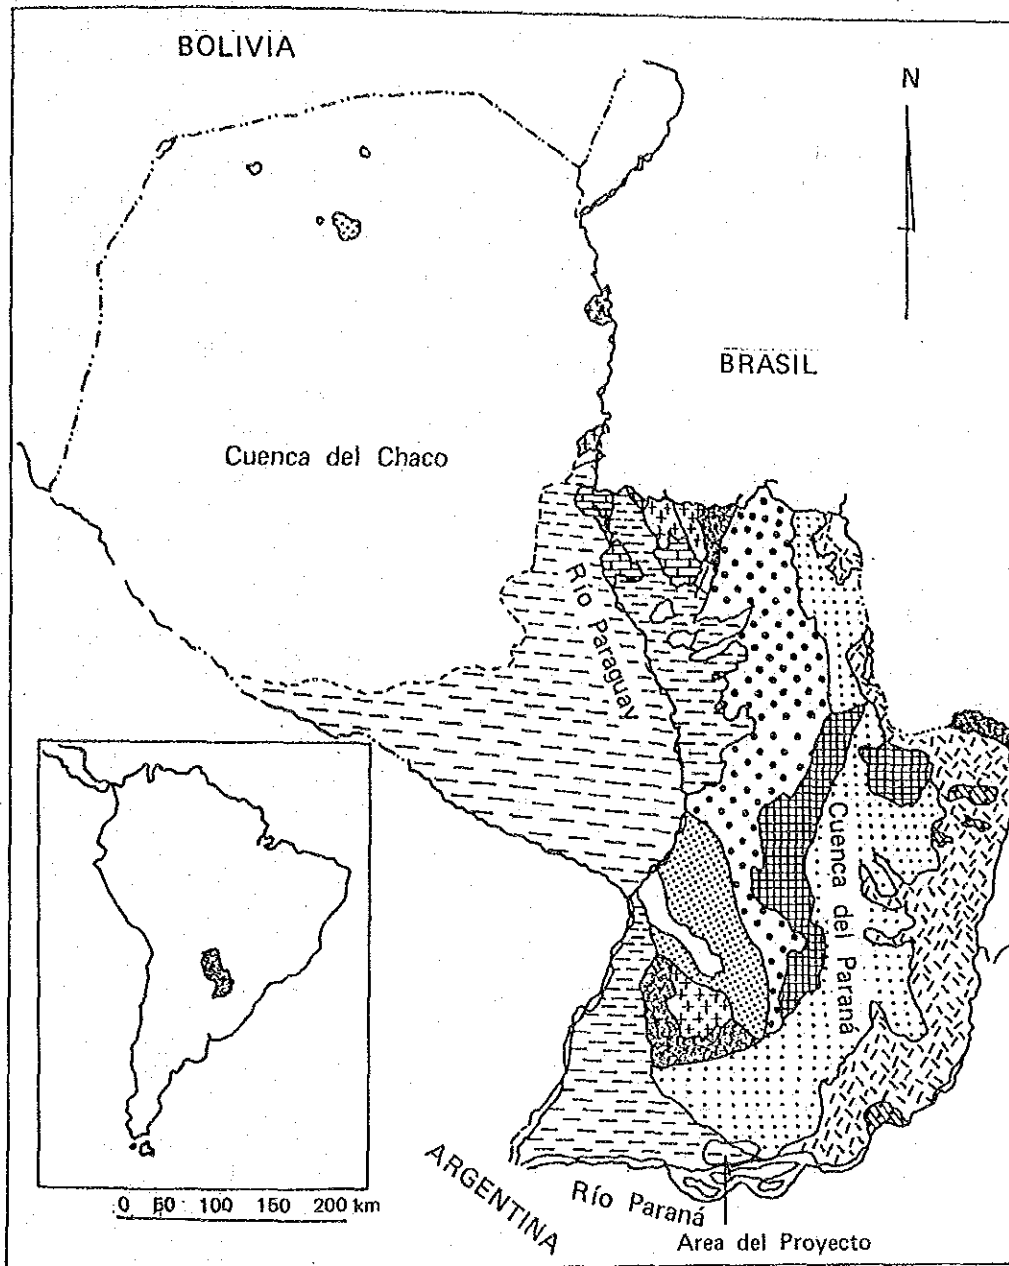 BOLIVIA
N
BRASIL
Cuenca del Chaco
Río Paraguay
Cuenca del Paraná
0 50 100 150 200 km
ARGENTINA
Río Paraná
Area del Proyecto